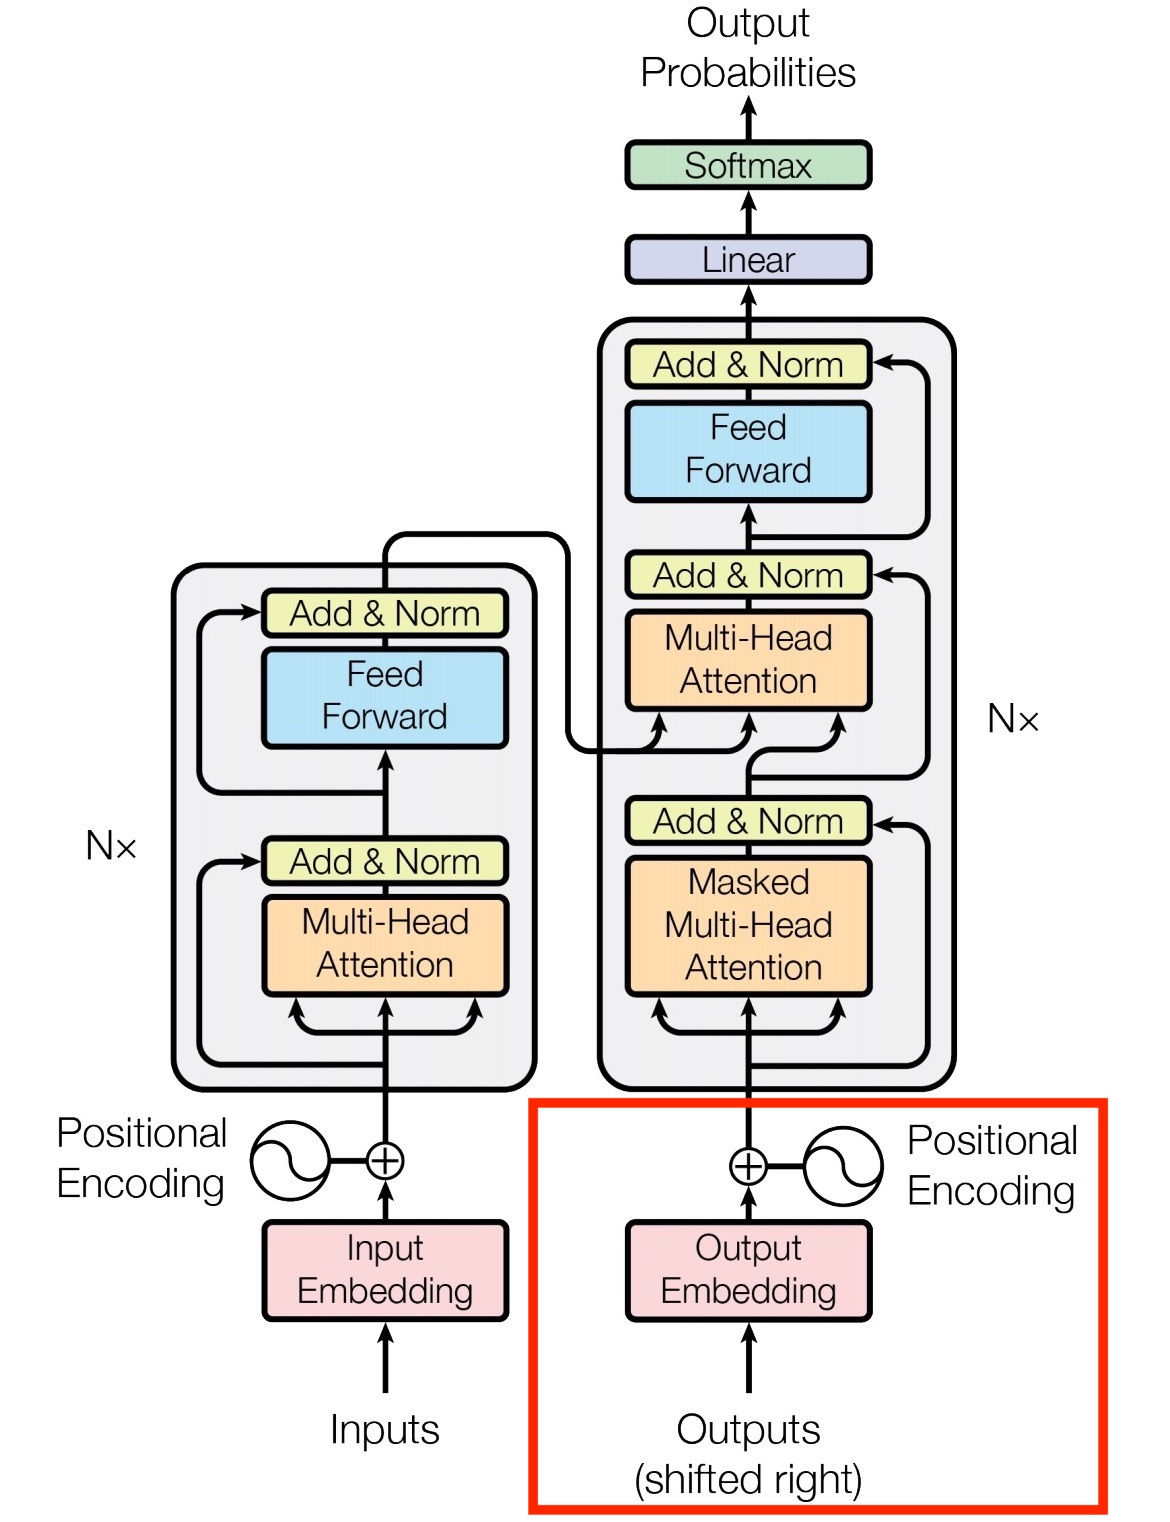 Output
Probabilities
Softmax
Linear
Add & Norm
Feed
Forward
Add & Norm
Multi-Head
Attention
Nx
Add & Norm
Masked
Multi-Head
Attention
Add & Norm
Feed
Forward
Nx
Add & Norm
Multi-Head
Attention
Positional
Encoding
Input
Embedding
Inputs
Positional
Encoding
Output
Embedding
Outputs
(shifted right)